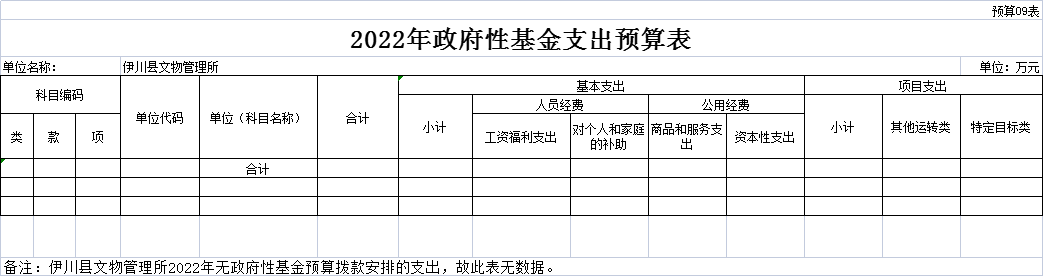 预算09表
2022年政府性基金支出预算表
单位名称： 伊川县文物管理所 单位：万元
科目编码 单位代码 单位（科目名称） 合计 基本支出 项目支出
小计 人员经费 公用经费 小计 其他运转类 特定目标类
类 款 项 工资福利支出 对个人和家庭 商品和服务支 资本性支出
的补助 出
合计
备注：伊川县文物管理所2022年无政府性基金预算拨款安排的支出，故此表无数据。